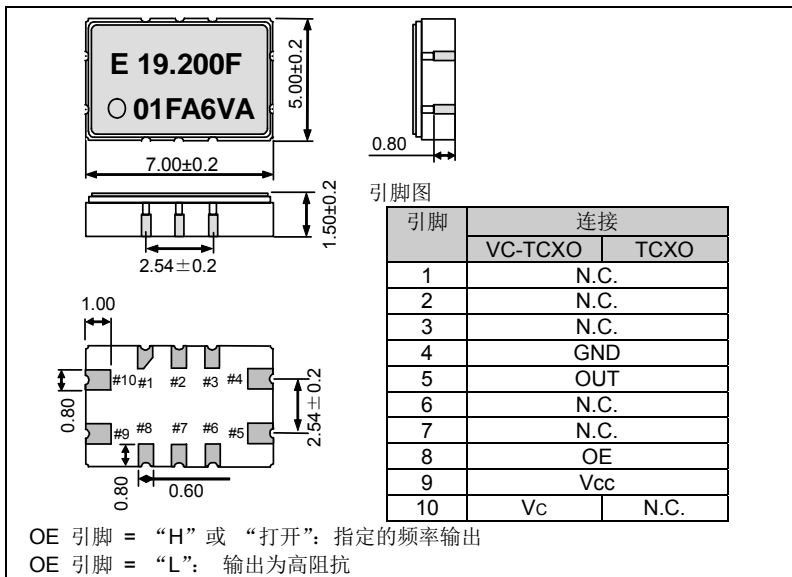 E 19.200F
○ 01FA6VA
5.00±0.2
7.00±0.2
0.80
1.50±0.2
2.54±0.2
1.00
0.80
#10 #1 #2 #3 #4
#9 #8 #7 #6 #5
2.54±0.2
0.80
0.60
引脚图
引脚 连接
VC-TCXO TCXO
1 N.C.
2 N.C.
3 N.C.
4 GND
5 OUT
6 N.C.
7 N.C.
8 OE
9 Vcc
10 Vc N.C.
OE 引脚 = “H”或 “打开”: 指定的频率输出
OE 引脚 = “L”: 输出为高阻抗